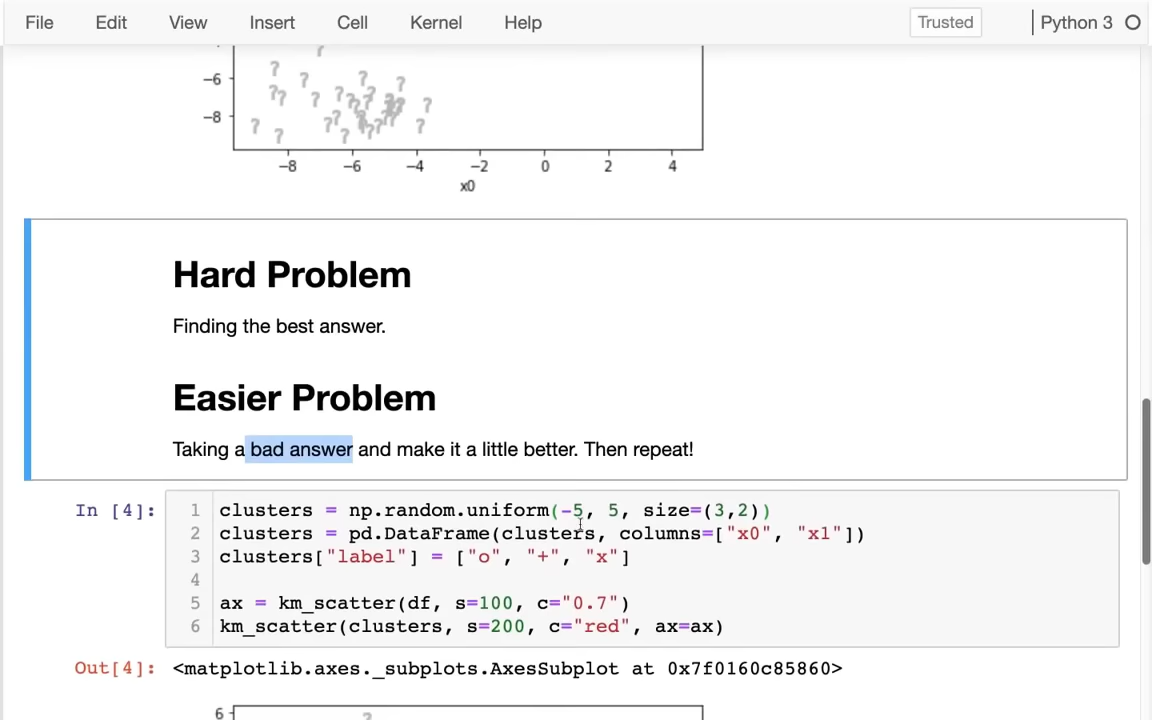 File Edit View Insert Cell Kernel Help Trusted Python 3
? ? ? ? ? ? ? ? ? ? ? ? ? ? ? ? ? ? ? ? ?
−6
−8
−8 −6 −4 −2 0 2 4
x0
Hard Problem
Finding the best answer.
Easier Problem
Taking a bad answer and make it a little better. Then repeat!
In [4]: 1 clusters = np.random.uniform(-5, 5, size=(3,2))
2 clusters = pd.DataFrame(clusters, columns=["x0", "x1"])
3 clusters["label"] = ["o", "+", "x"]
4
5 ax = km_scatter(df, s=100, c="0.7")
6 km_scatter(clusters, s=200, c="red", ax=ax)
Out[4]: <matplotlib.axes._subplots.AxesSubplot at 0x7f0160c85860>
6